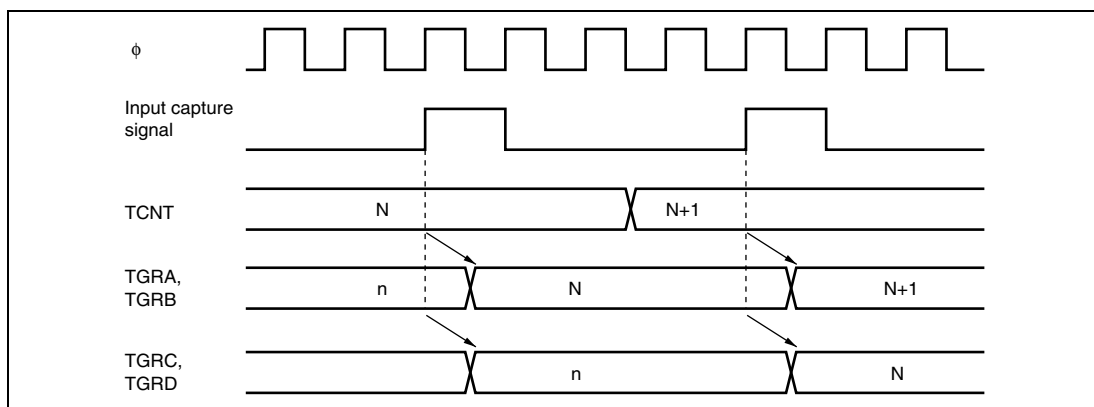 ϕ
Input capture
signal
TCNT
N
N+1
TGRA,
TGRB
n
N
N+1
TGRC,
TGRD
n
N